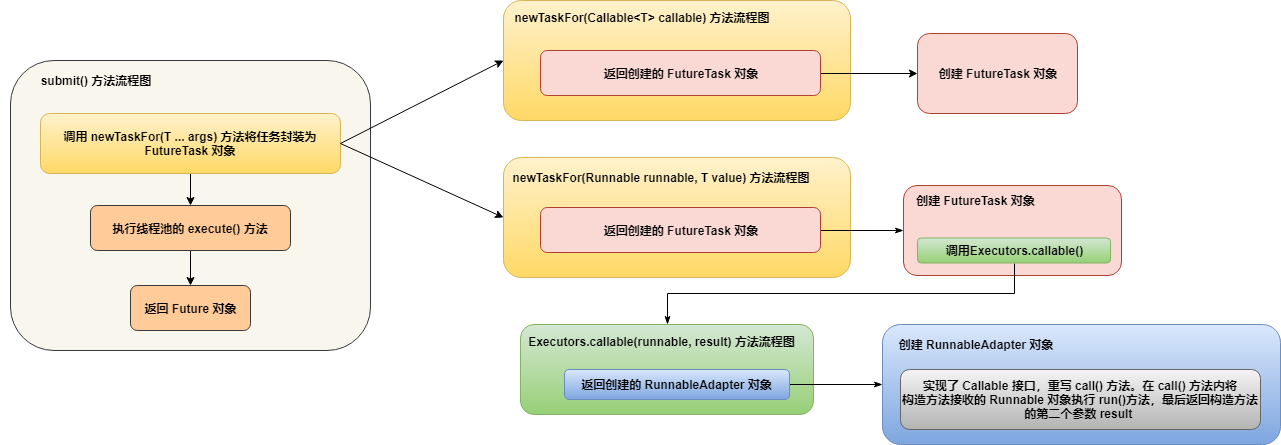 submit() 方法流程图
调用 newTaskFor(T ... args) 方法将任务封装为
FutureTask 对象
执行线程池的 execute() 方法
返回 Future 对象
newTaskFor(Callable<T> callable) 方法流程图
返回创建的 FutureTask 对象
创建 FutureTask 对象
newTaskFor(Runnable runnable, T value) 方法流程图
返回创建的 FutureTask 对象
创建 FutureTask 对象
调用Executors.callable()
Executors.callable(runnable, result) 方法流程图
返回创建的 RunnableAdapter 对象
创建 RunnableAdapter 对象
实现了 Callable 接口，重写 call() 方法。在 call() 方法内将
构造方法接收的 Runnable 对象执行 run()方法，最后返回构造方法
的第二个参数 result